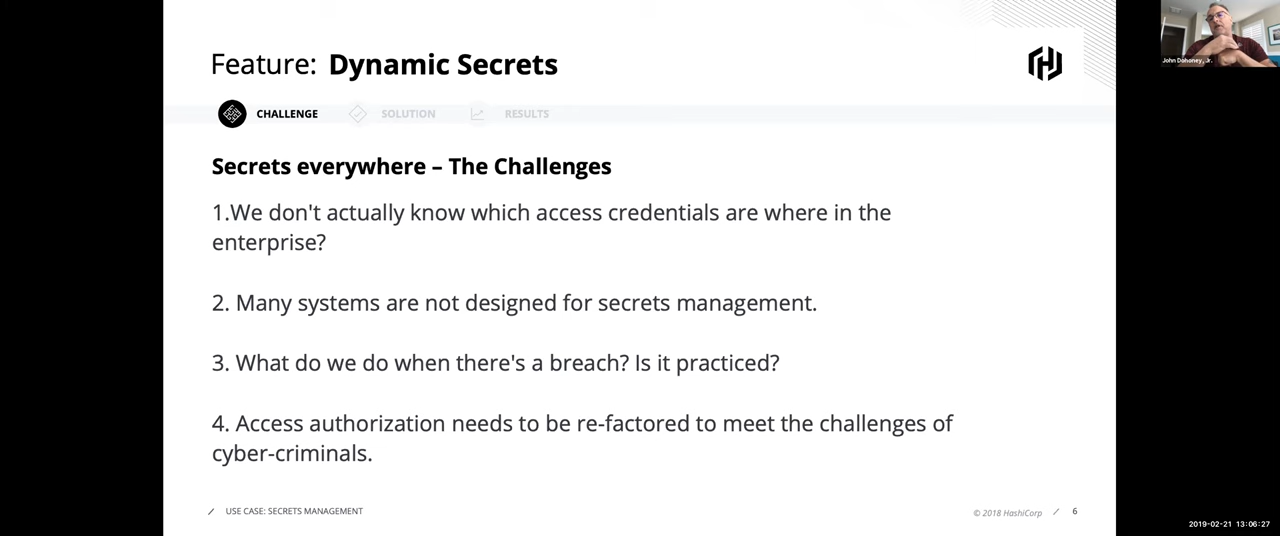 Feature: Dynamic Secrets
CHALLENGE SOLUTION RESULTS
Secrets everywhere – The Challenges
1.We don't actually know which access credentials are where in the
enterprise?
2. Many systems are not designed for secrets management.
3. What do we do when there's a breach? Is it practiced?
4. Access authorization needs to be re-factored to meet the challenges of
cyber-criminals.
USE CASE: SECRETS MANAGEMENT
© 2018 HashiCorp 6
John Dohoney, Jr.
2019-02-21 13:06:27